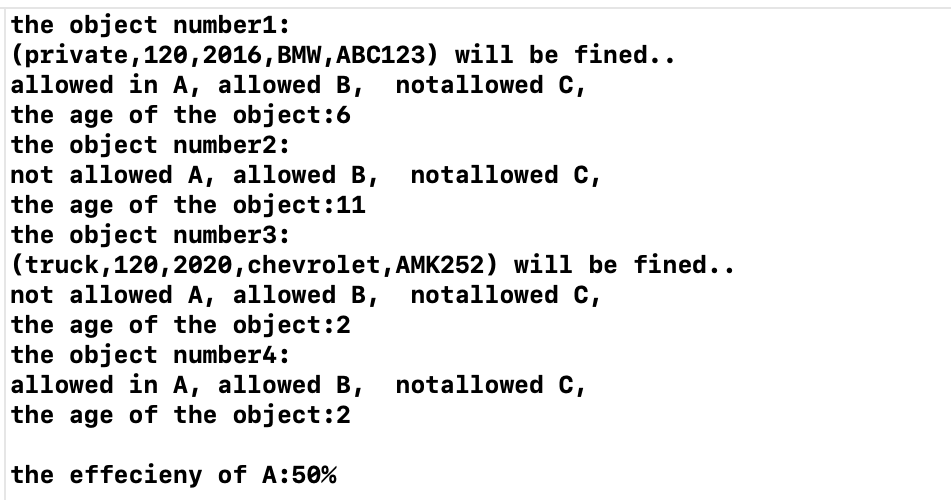 the object number1:
(private,120,2016,BMW,ABC123) will be fined..
allowed in A, allowed B,  notallowed C,
the age of the object:6
the object number2:
not allowed A, allowed B,  notallowed C,
the age of the object:11
the object number3:
(truck,120,2020,chevrolet,AMK252) will be fined..
not allowed A, allowed B,  notallowed C,
the age of the object:2
the object number4:
allowed in A, allowed B,  notallowed C,
the age of the object:2
the effecieny of A:50%